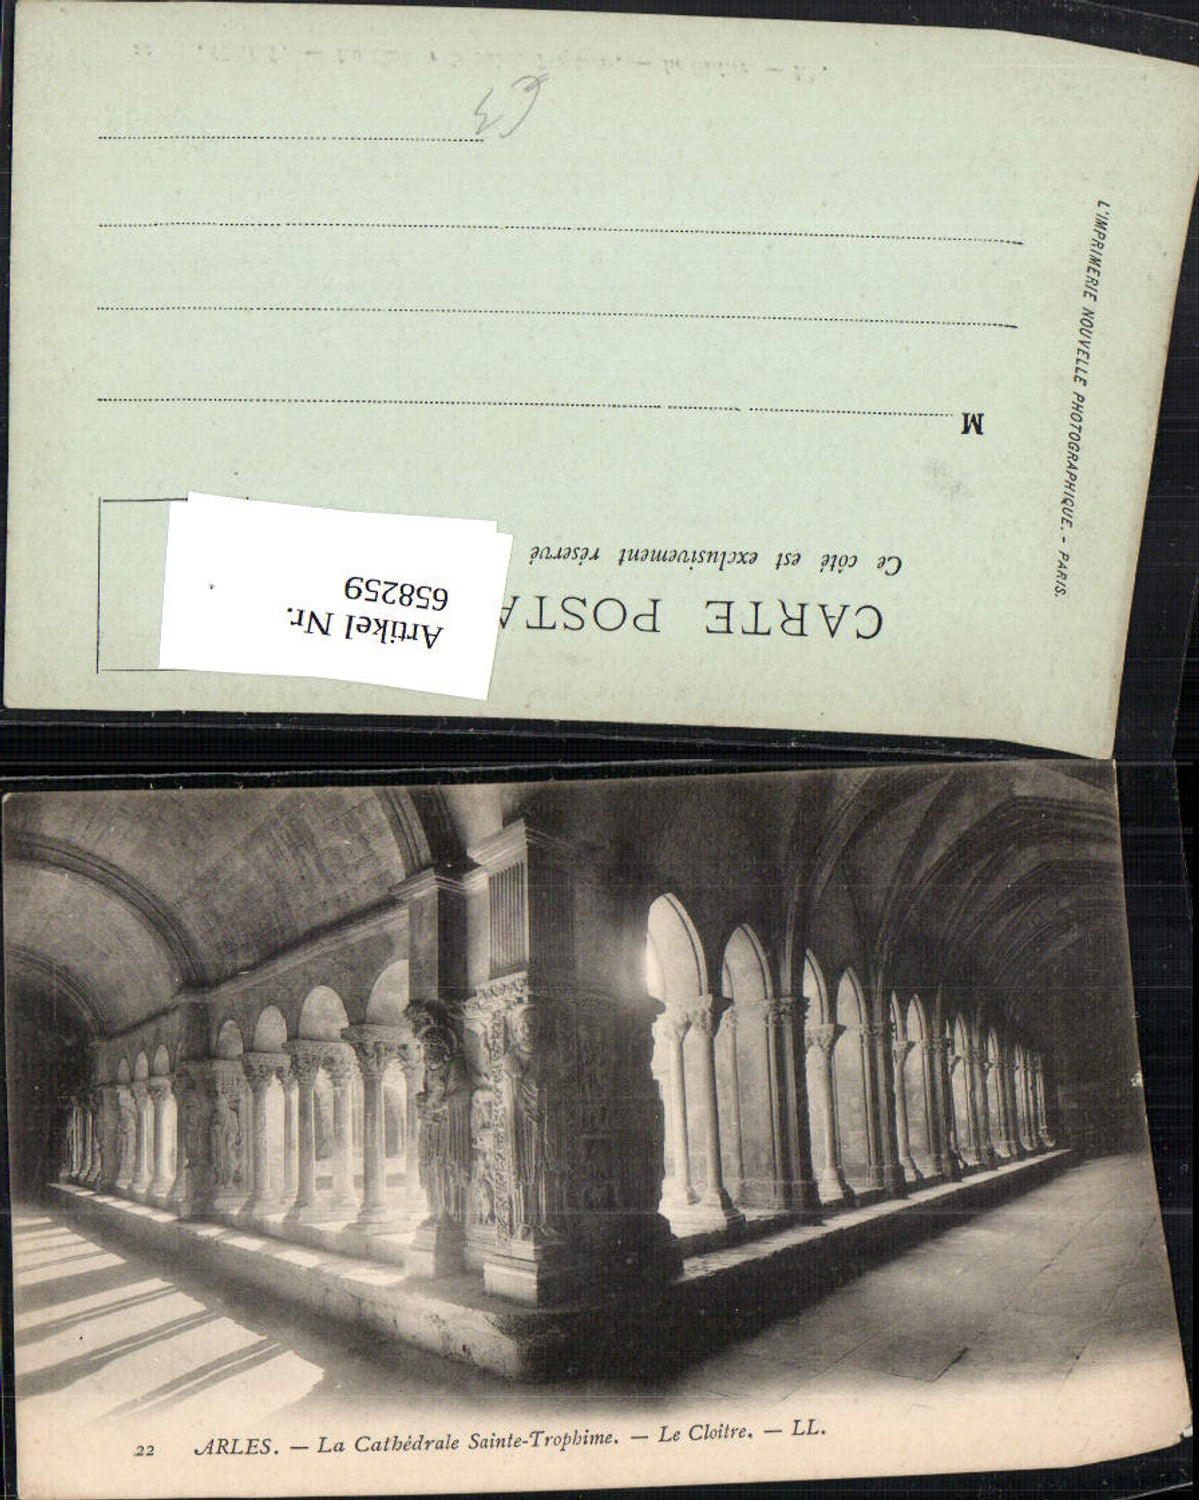 CARTE POSTA
Ce côté est exclusivement réservé
Artikel Nr.
658259
M
L'IMPRIMERIE NOUVELLE PHOTOGRAPHIQUE. - PARIS.
22 ARLES. — La Cathédrale Sainte-Trophime. — Le Cloître. — LL.